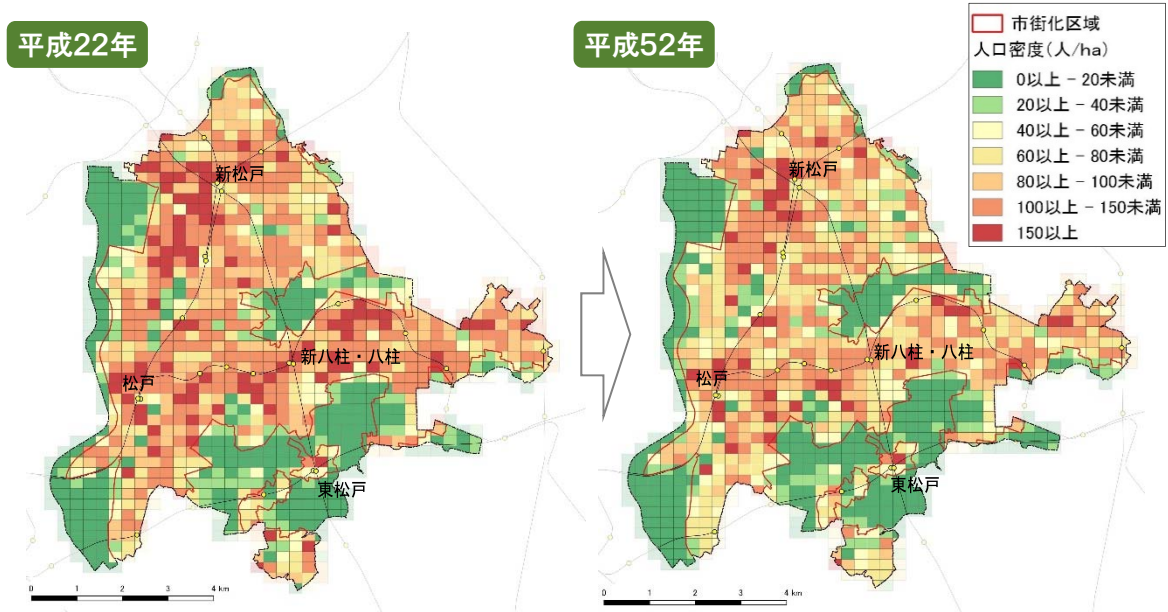 平成22年
新松戸
新八柱・八柱
松戸
東松戸
0 1 2 3 4 km
平成52年
新松戸
新八柱・八柱
松戸
東松戸
0 1 2 3 4 km
市街化区域
人口密度(人/ha)
0以上 - 20未満
20以上 - 40未満
40以上 - 60未満
60以上 - 80未満
80以上 - 100未満
100以上 - 150未満
150以上